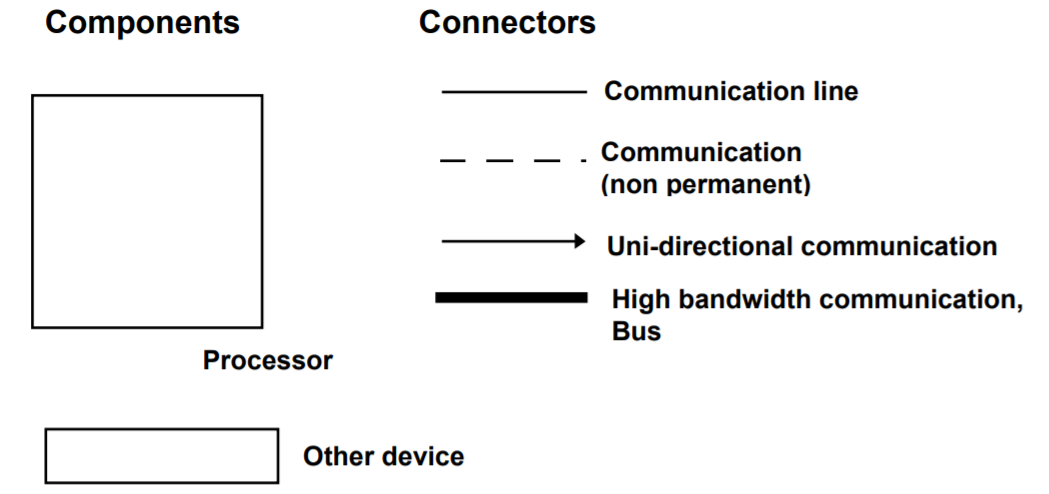 Components
Connectors
Communication line
Communication
(non permanent)
Uni-directional communication
High bandwidth communication,
Bus
Processor
Other device